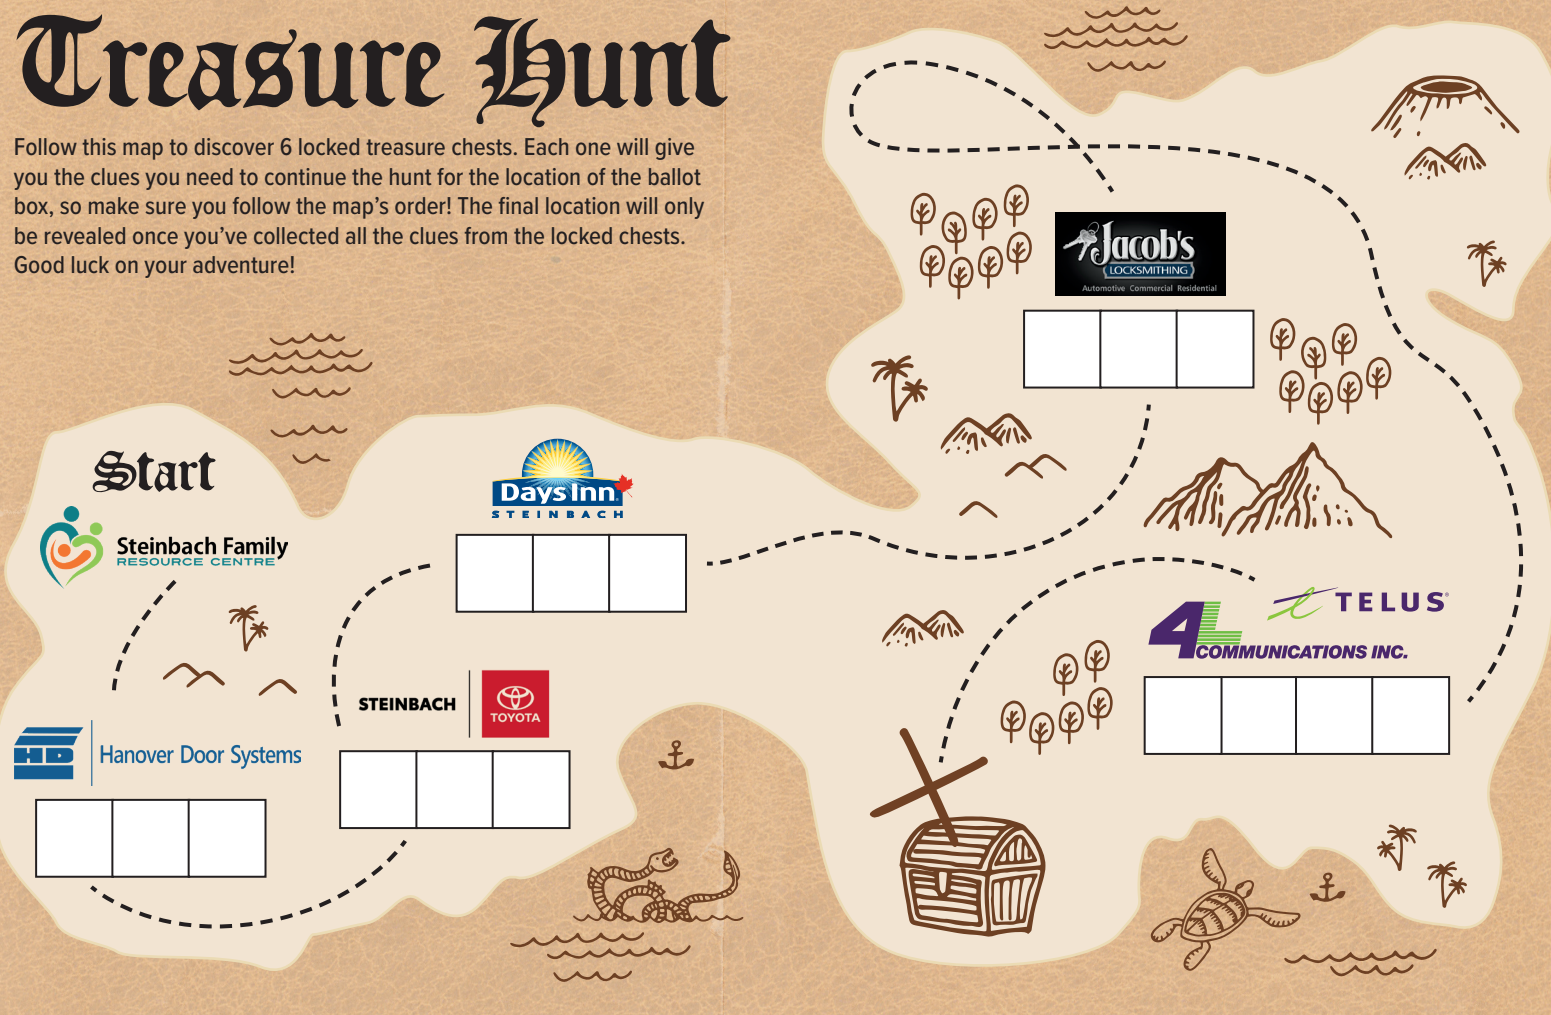 Treasure Hunt
Follow this map to discover 6 locked treasure chests. Each one will give
you the clues you need to continue the hunt for the location of the ballot
box, so make sure you follow the map's order! The final location will only
be revealed once you've collected all the clues from the locked chests.
Good luck on your adventure!
Start
Steinbach Family
RESOURCE CENTRE
HD
Hanover Door Systems
STEINBACH
TOYOTA
Days Inn
STEINBACH
Jacob's
LOCKSMITHING
Automotive Commercial Residential
TELUS®
4L
COMMUNICATIONS INC.